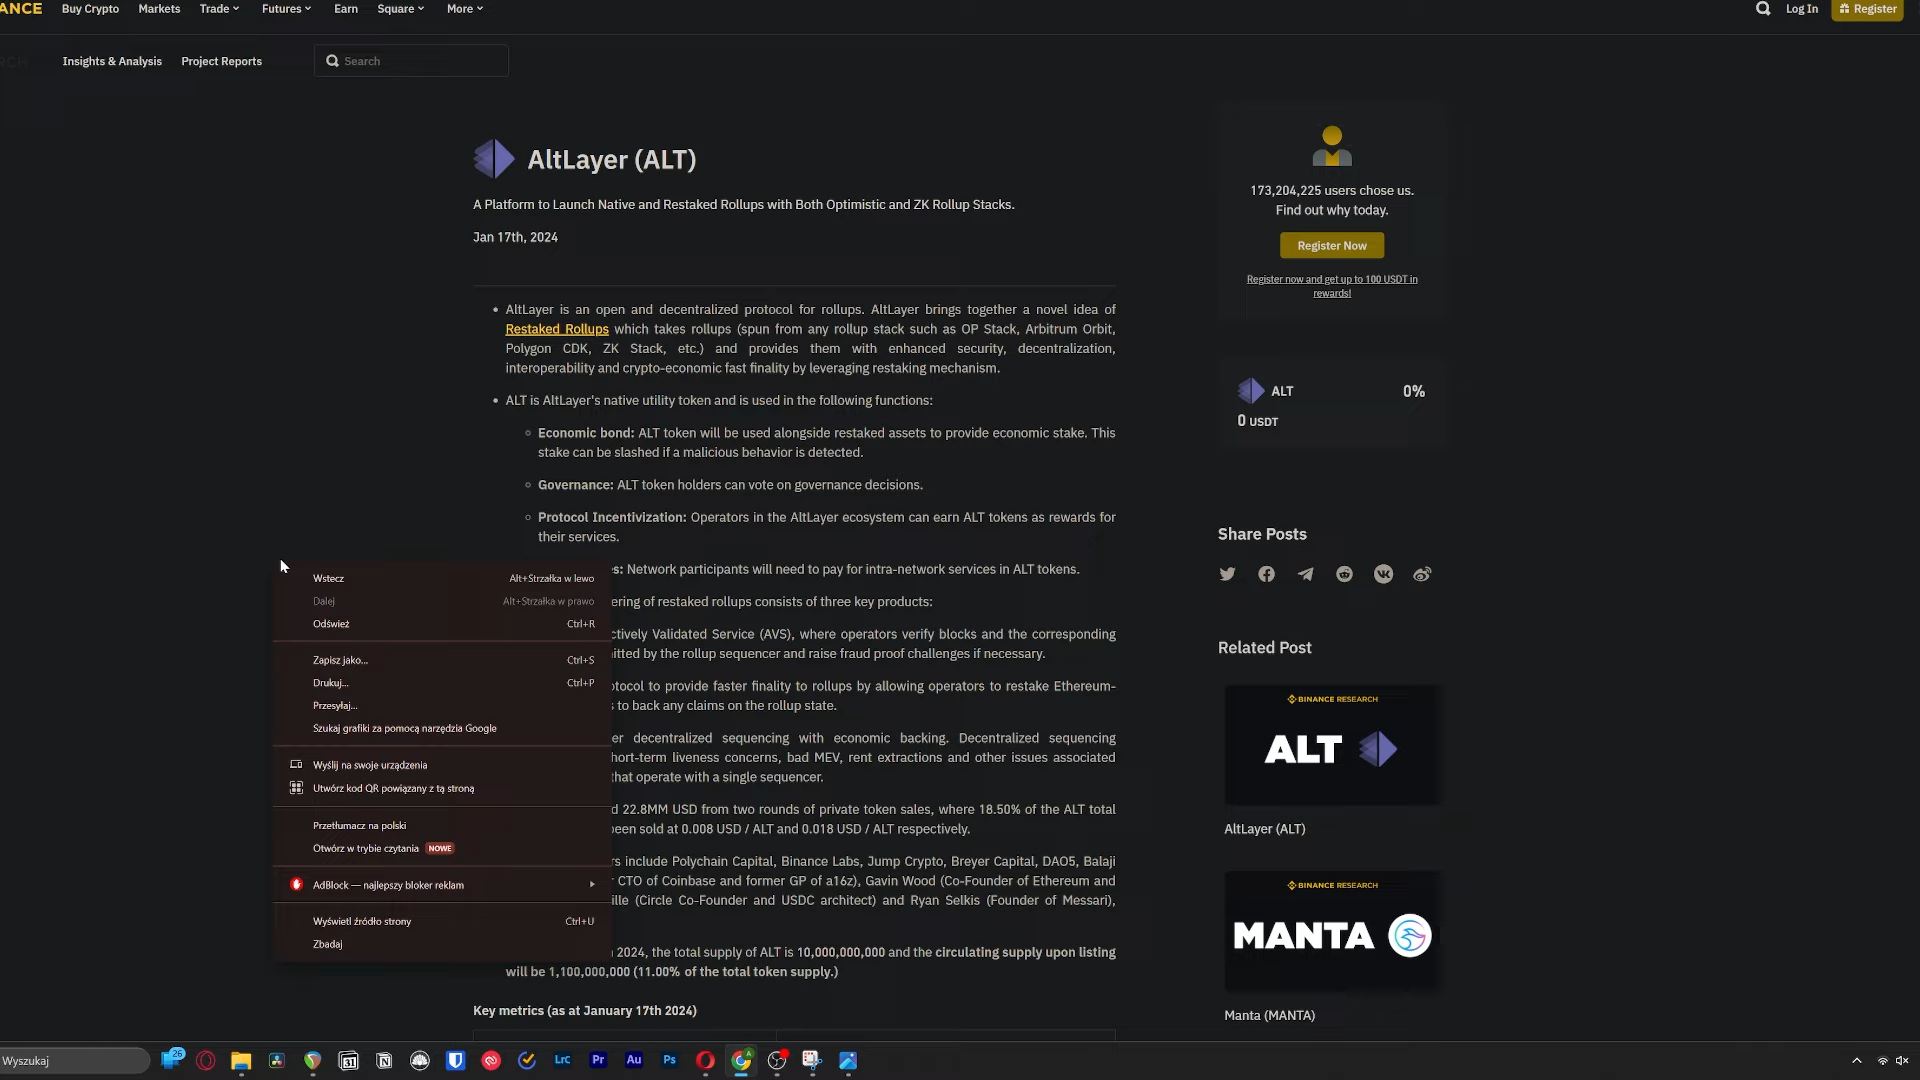 ANCE Buy Crypto Markets Trade Futures Earn Square More Log In Register
Insights & Analysis Project Reports Search
AltLayer (ALT)
A Platform to Launch Native and Restaked Rollups with Both Optimistic and ZK Rollup Stacks.
Jan 17th, 2024
AltLayer is an open and decentralized protocol for rollups. AltLayer brings together a novel idea of
Restaked Rollups which takes rollups (spun from any rollup stack such as OP Stack, Arbitrum Orbit,
Polygon CDK, ZK Stack, etc.) and provides them with enhanced security, decentralization,
interoperability and crypto-economic fast finality by leveraging restaking mechanism.
ALT is AltLayer's native utility token and is used in the following functions:
Economic bond: ALT token will be used alongside restaked assets to provide economic stake. This
stake can be slashed if a malicious behavior is detected.
Governance: ALT token holders can vote on governance decisions.
Protocol Incentivization: Operators in the AltLayer ecosystem can earn ALT tokens as rewards for
their services.
s: Network participants will need to pay for intra-network services in ALT tokens.
ering of restaked rollups consists of three key products:
ctively Validated Service (AVS), where operators verify blocks and the corresponding
itted by the rollup sequencer and raise fraud proof challenges if necessary.
otocol to provide faster finality to rollups by allowing operators to restake Ethereum-
s to back any claims on the rollup state.
er decentralized sequencing with economic backing. Decentralized sequencing
hort-term liveness concerns, bad MEV, rent extractions and other issues associated
that operate with a single sequencer.
d 22.8MM USD from two rounds of private token sales, where 18.50% of the ALT total
een sold at 0.008 USD / ALT and 0.018 USD / ALT respectively.
rs include Polychain Capital, Binance Labs, Jump Crypto, Breyer Capital, DAO5, Balaji
r CTO of Coinbase and former GP of a16z), Gavin Wood (Co-Founder of Ethereum and
ille (Circle Co-Founder and USDC architect) and Ryan Selkis (Founder of Messari),
2024, the total supply of ALT is 10,000,000,000 and the circulating supply upon listing
will be 1,100,000,000 (11.00% of the total token supply.)
Key metrics (as at January 17th 2024)
Wstecz Alt+Strzałka w lewo
Dalej Alt+Strzałka w prawo
Odśwież Ctrl+R
Zapisz jako... Ctrl+S
Drukuj... Ctrl+P
Przesyłaj...
Szukaj grafiki za pomocą narzędzia Google
Wyślij na swoje urządzenia
Utwórz kod QR powiązany z tą stroną
Przetłumacz na polski
Otwórz w trybie czytania NOWE
AdBlock — najlepszy bloker reklam
Wyświetl źródło strony Ctrl+U
Zbadaj
173,204,225 users chose us.
Find out why today.
Register Now
Register now and get up to 100 USDT in
rewards!
ALT 0%
0 USDT
Share Posts
Related Post
BINANCE RESEARCH
ALT
AltLayer (ALT)
BINANCE RESEARCH
MANTA
Manta (MANTA)
Wyszukaj 26 31 Lrc Pr Au Ps A